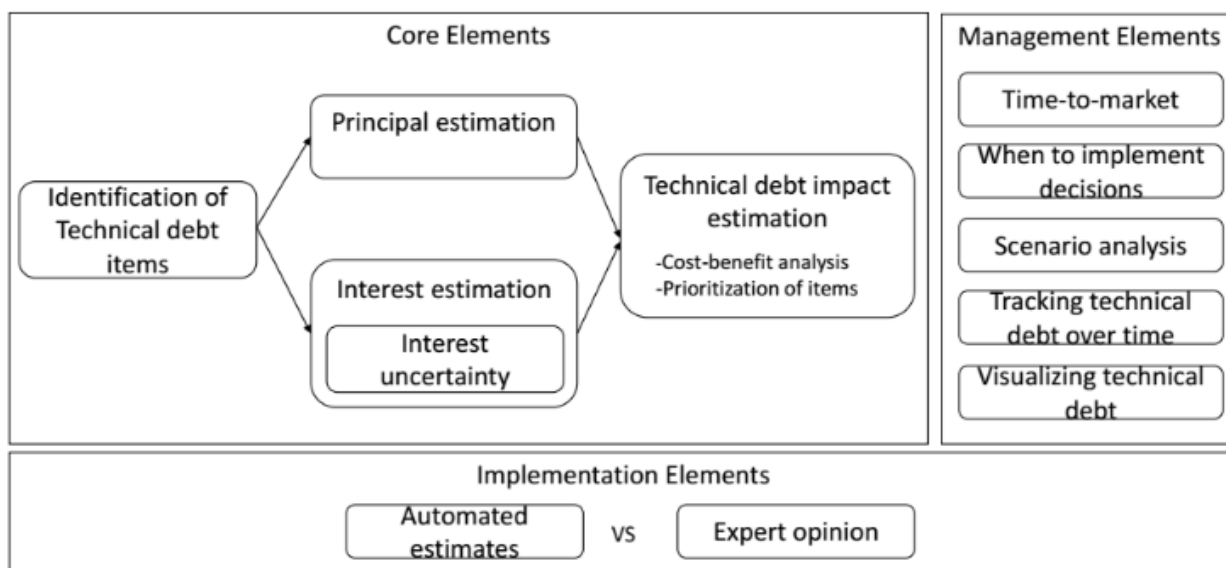 Core Elements
Principal estimation
Identification of
Technical debt
items
Interest estimation
Interest
uncertainty
Technical debt impact
estimation
-Cost-benefit analysis
-Prioritization of items
Management Elements
Time-to-market
When to implement
decisions
Scenario analysis
Tracking technical
debt over time
Visualizing technical
debt
Implementation Elements
Automated
estimates
VS
Expert opinion